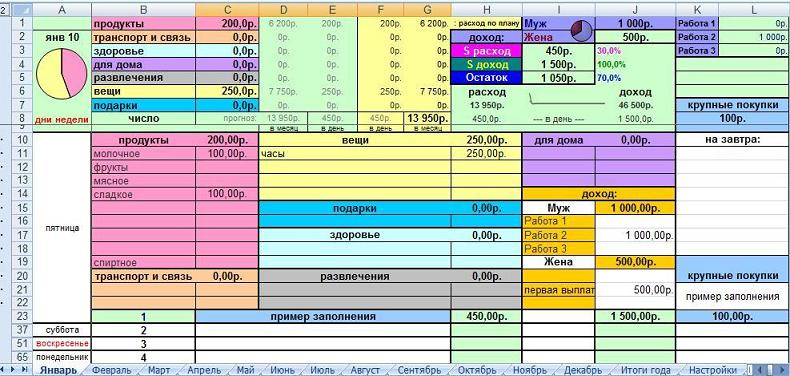 2 A B C D E F G H I J K L
1 продукты 200,0р. 6 200р. 200р. 200р. 6 200р. : расход по плану Муж 1 000р. Работа 1 0р.
2 янв 10 транспорт и связь 0,0р. 0р. 0р. 0р. 0р. доход: Жена 500р. Работа 2 1 000р.
3 здоровье 0,0р. 0р. 0р. 0р. 0р. S расход 450р. 30,0% Работа 3 0р.
4 для дома 0,0р. 0р. 0р. 0р. 0р. S доход 1 500р. 100,0%
5 развлечения 0,0р. 0р. 0р. 0р. 0р. Остаток 1 050р. 70,0%
6 вещи 250,0р. 7 750р. 250р. 250р. 7 750р. расход доход
7 подарки 0,0р. 0р. 0р. 0р. 0р. 13 950р. 46 500р. крупные покупки
8 дни недели число прогноз: 13 950р. 450р. 450р. 13 950р. 450,0р. --- в день --- 1 500,0р. 100р.
9 в месяц в день в день в месяц
10 продукты 200,00р. вещи 250,00р. для дома 0,00р. на завтра:
11 молочное 100,00р. часы 250,00р.
12 фрукты
13 мясное
14 сладкое 100,00р. доход:
15 подарки 0,00р. Муж 1 000,00р.
16 Работа 1
17 пятница здоровье 0,00р. Работа 2 1 000,00р.
18 Работа 3
19 спиртное Жена 500,00р.
20 транспорт и связь 0,00р. развлечения 0,00р. крупные покупки
21 первая выплат 500,00р. пример заполнения
22
23 1 пример заполнения 450,00р. 1 500,00р. 100,00р.
37 суббота 2
51 воскресенье 3
65 понедельник 4
Январь Февраль Март Апрель Май Июнь Июль Август Сентябрь Октябрь Ноябрь Декабрь Итоги года Настройки